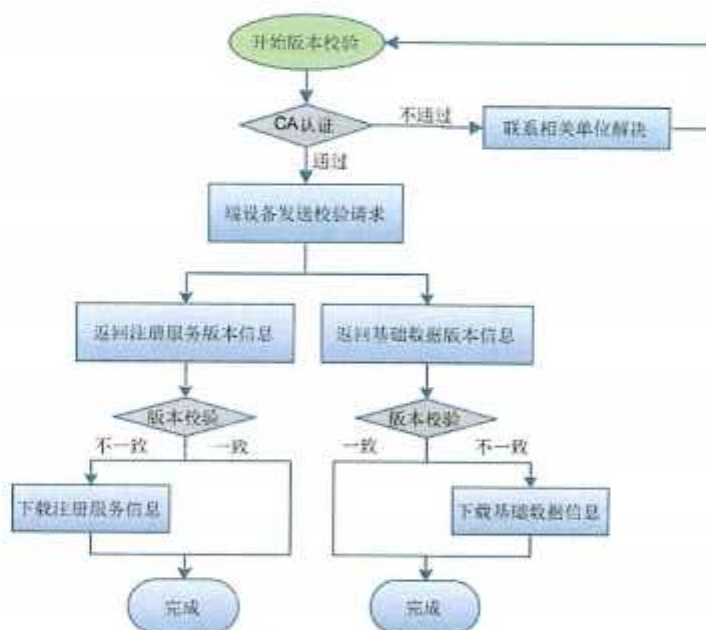 开始版本校验
CA认证
不通过
联系相关单位解决
通过
端设备发送校验请求
返回注册服务版本信息
返回基础数据版本信息
版本校验
版本校验
不一致
一致
一致
不一致
下载注册服务信息
下载基础数据信息
完成
完成